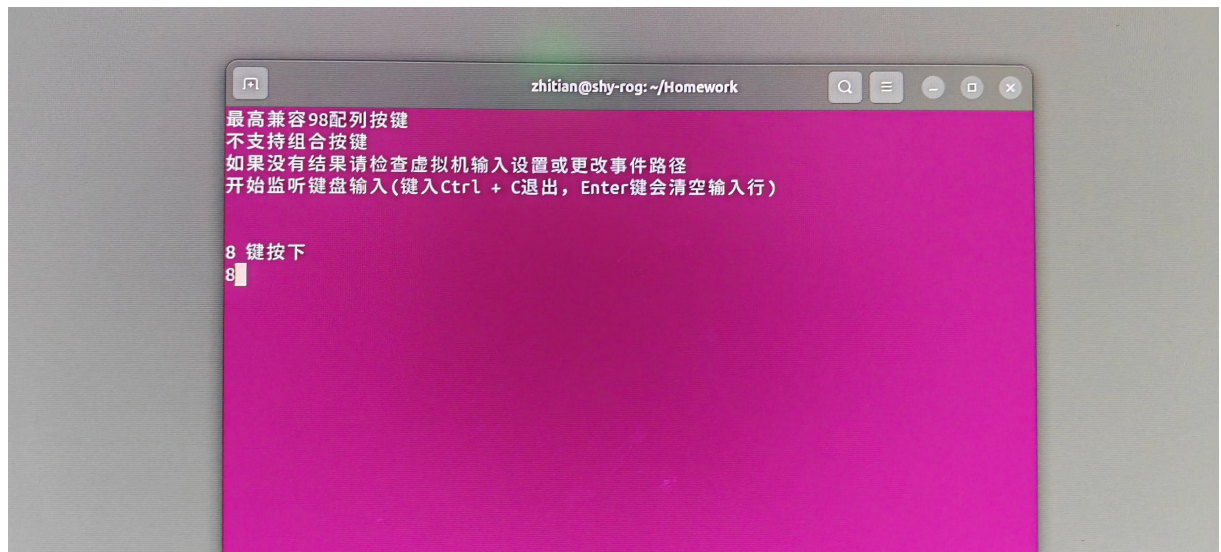 zhitian@shy-rog: ~/Homework
最高兼容98配列按键
不支持组合按键
如果没有结果请检查虚拟机输入设置或更改事件路径
开始监听键盘输入(键入Ctrl + C退出, Enter键会清空输入行)
8 键按下
8